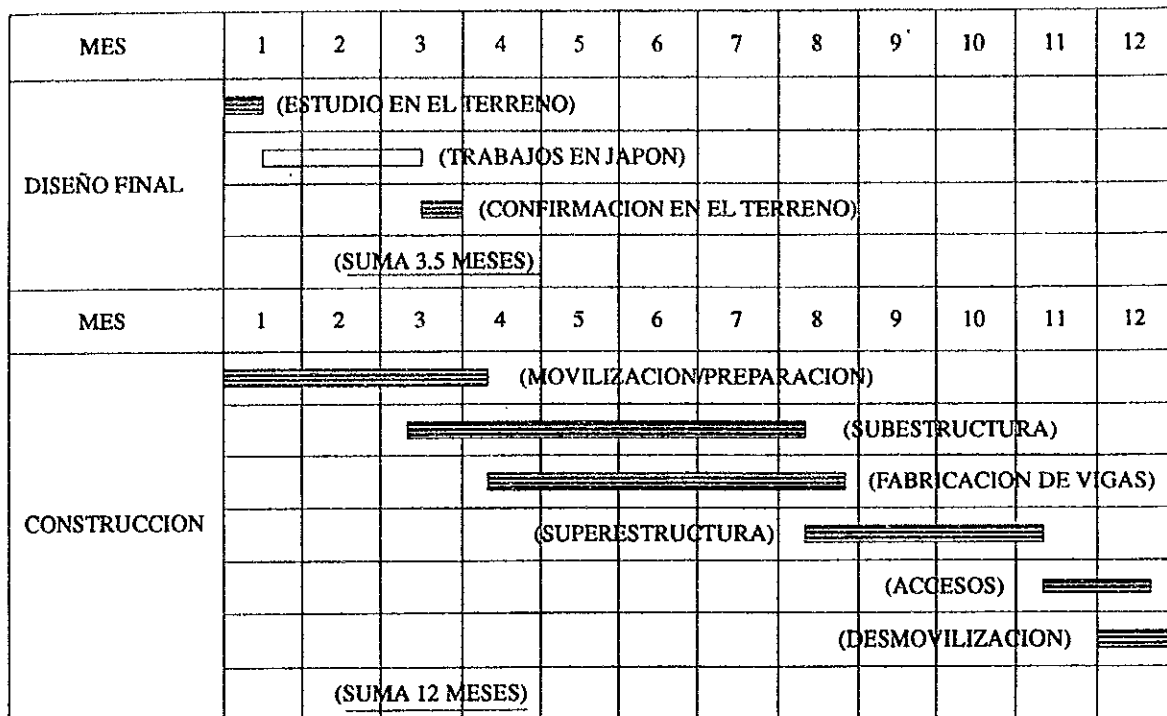 MES 1 2 3 4 5 6 7 8 9 10 11 12
(ESTUDIO EN EL TERRENO)
(TRABAJOS EN JAPON)
DISEÑO FINAL
(CONFIRMACION EN EL TERRENO)
(SUMA 3.5 MESES)
MES 1 2 3 4 5 6 7 8 9 10 11 12
(MOVILIZACION/PREPARACION)
(SUBESTRUCTURA)
(FABRICACION DE VIGAS)
CONSTRUCCION
(SUPERESTRUCTURA)
(ACCESOS)
(DESMOVILIZACION)
(SUMA 12 MESES)